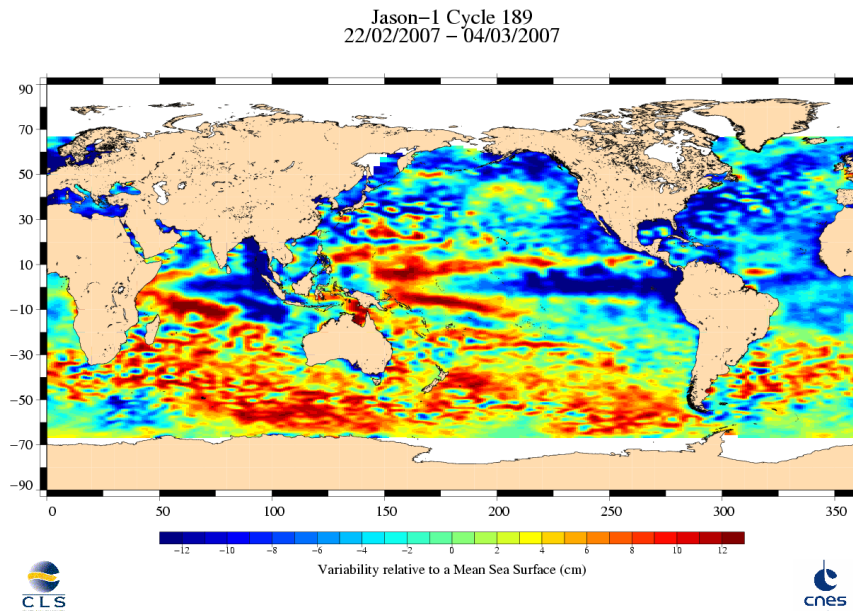 Jason−1 Cycle 189
22/02/2007 − 04/03/2007
90
70
50
30
10
−10
−30
−50
−70
−90
0 50 100 150 200 250 300 350
−12 −10 −8 −6 −4 −2 0 2 4 6 8 10 12
Variability relative to a Mean Sea Surface (cm)
CLS
cnes